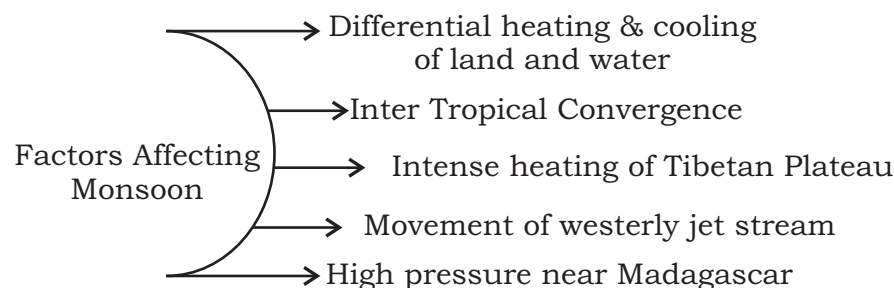 Differential heating & cooling
of land and water
Inter Tropical Convergence
Factors Affecting
Monsoon
Intense heating of Tibetan Plateau
Movement of westerly jet stream
High pressure near Madagascar